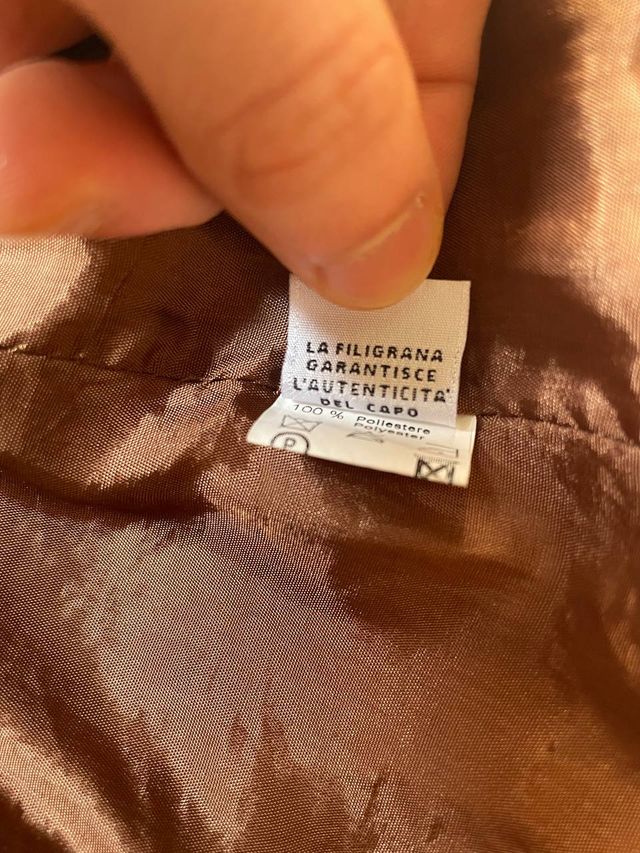 LA FILIGRANA
GARANTISCE
L'AUTENTICITA'
DEL CAPO
100 % Poliestere
Polyester
P